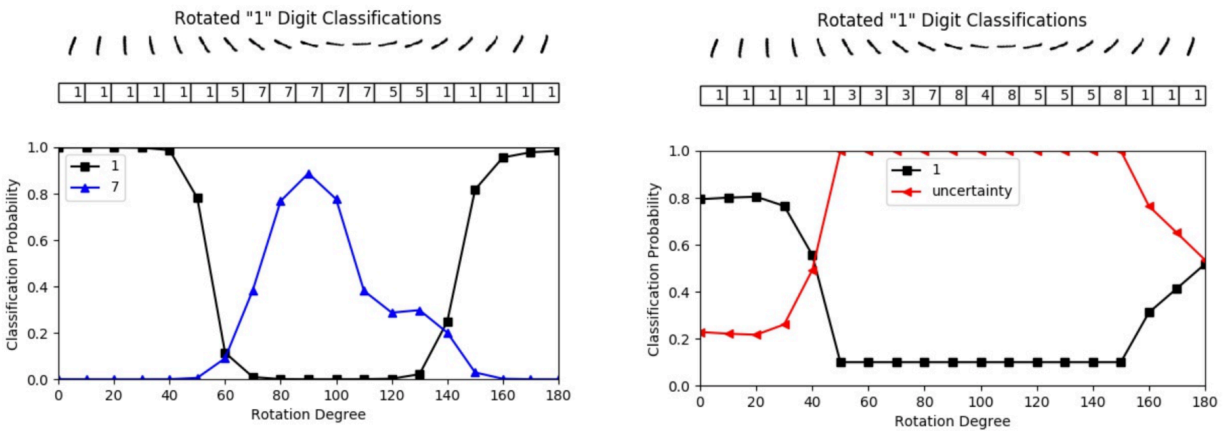 Rotated "1" Digit Classifications
1 1 1 1 1 1 5 7 7 7 7 7 5 5 1 1 1 1 1
1.0
0.8
0.6
0.4
0.2
0.0
Classification Probability
1
7
0 20 40 60 80 100 120 140 160 180
Rotation Degree
Rotated "1" Digit Classifications
1 1 1 1 1 3 3 3 7 8 4 8 5 5 5 8 1 1 1
1.0
0.8
0.6
0.4
0.2
0.0
Classification Probability
1
uncertainty
0 20 40 60 80 100 120 140 160 180
Rotation Degree